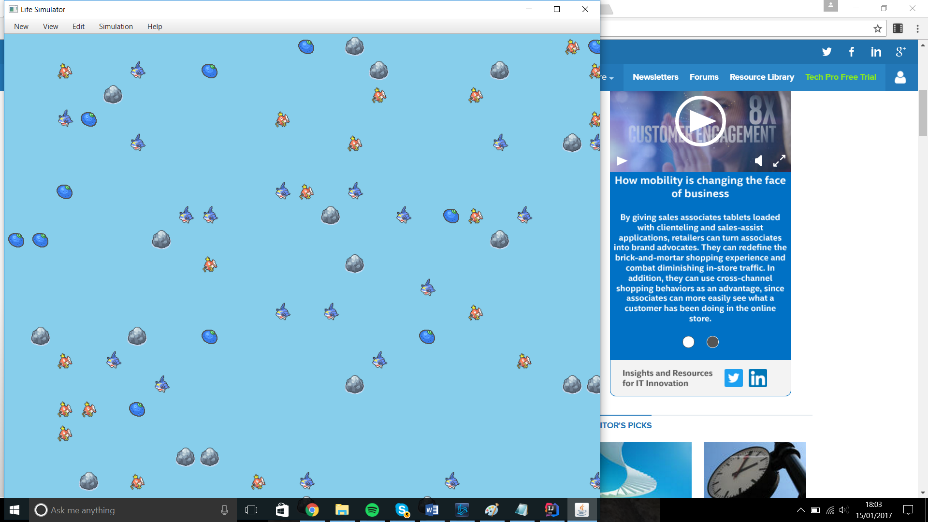 Life Simulator
New View Edit Simulation Help
Newsletters Forums Resource Library Tech Pro Free Trial
8X
CUSTOMER ENGAGEMENT
How mobility is changing the face
of business
By giving sales associates tablets loaded
with clienteling and sales-assist
applications, retailers can turn associates
into brand advocates. They can redefine the
brick-and-mortar shopping experience and
combat diminishing in-store traffic. In
addition, they can use cross-channel
shopping behaviors as an advantage, since
associates can more easily see what a
customer has been doing in the online
store.
Insights and Resources
for IT Innovation
ITOR'S PICKS
Ask me anything
18:03
15/01/2017